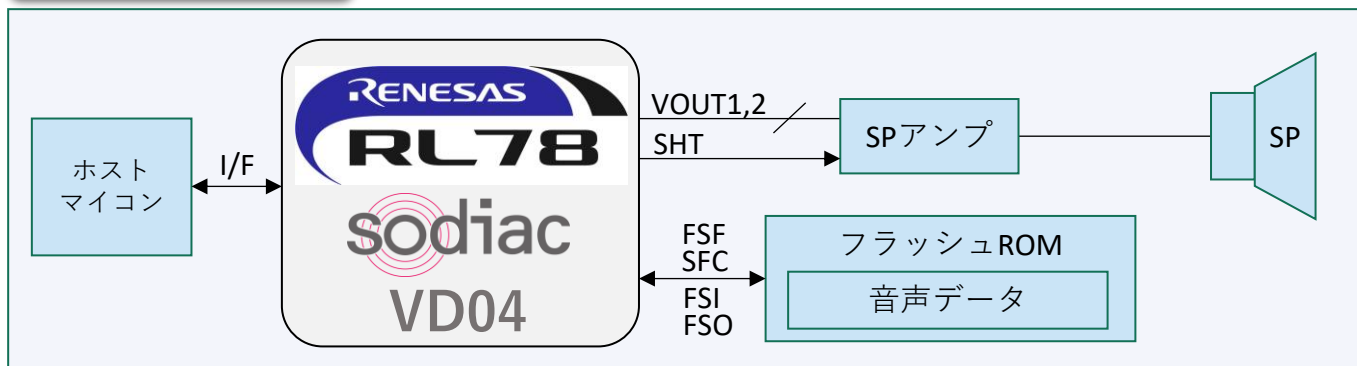 ホスト
マイコン
I/F
RENESAS
RL78
sodiac
VD04
VOUT1,2
SHT
SPアンプ
SP
FSF
SFC
FSI
FSO
フラッシュROM
音声データ